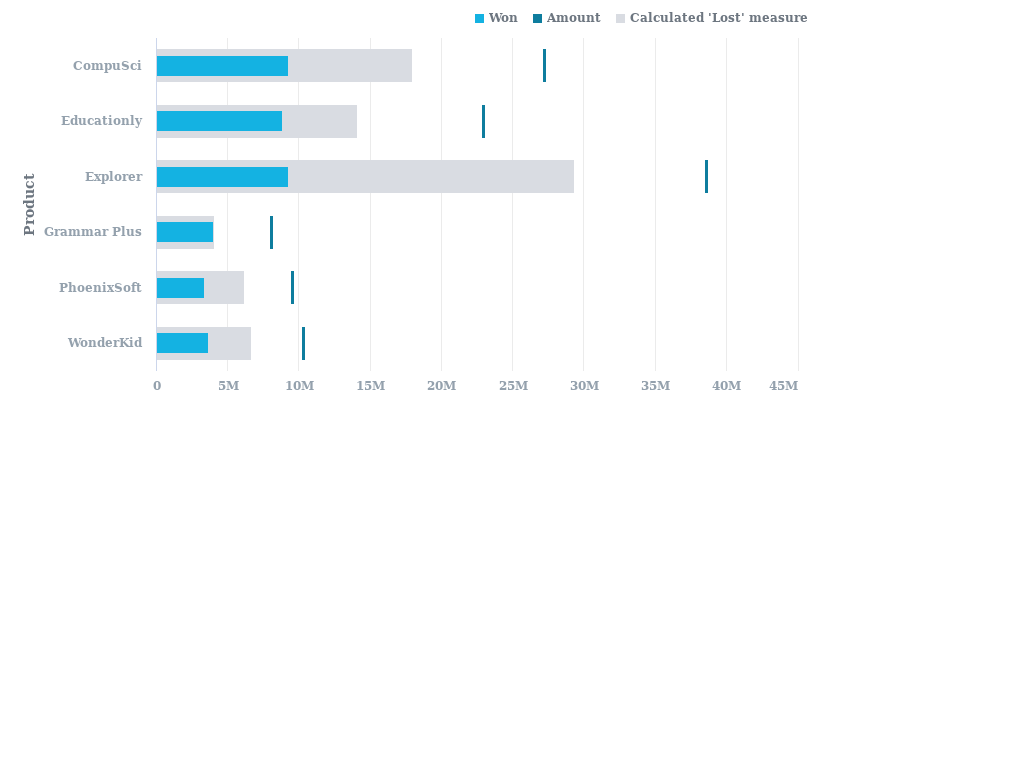 Won Amount Calculated 'Lost' measure
Product
CompuSci
Educationly
Explorer
Grammar Plus
PhoenixSoft
WonderKid
0 5M 10M 15M 20M 25M 30M 35M 40M 45M